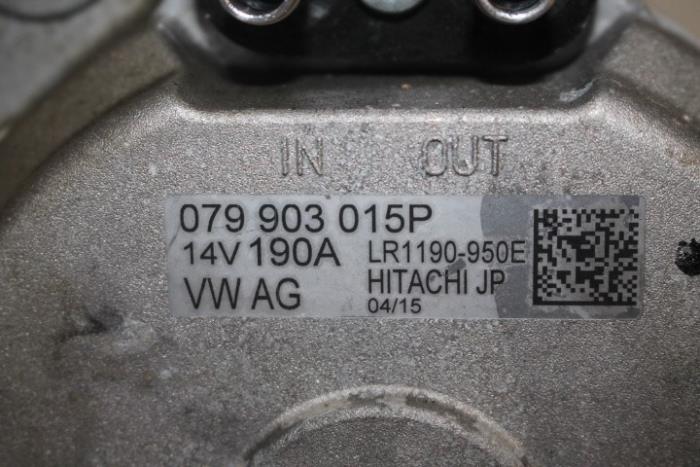 IN OUT
079 903 015P
14V 190A LR1190-950E
VW AG HITACHI JP
04/15